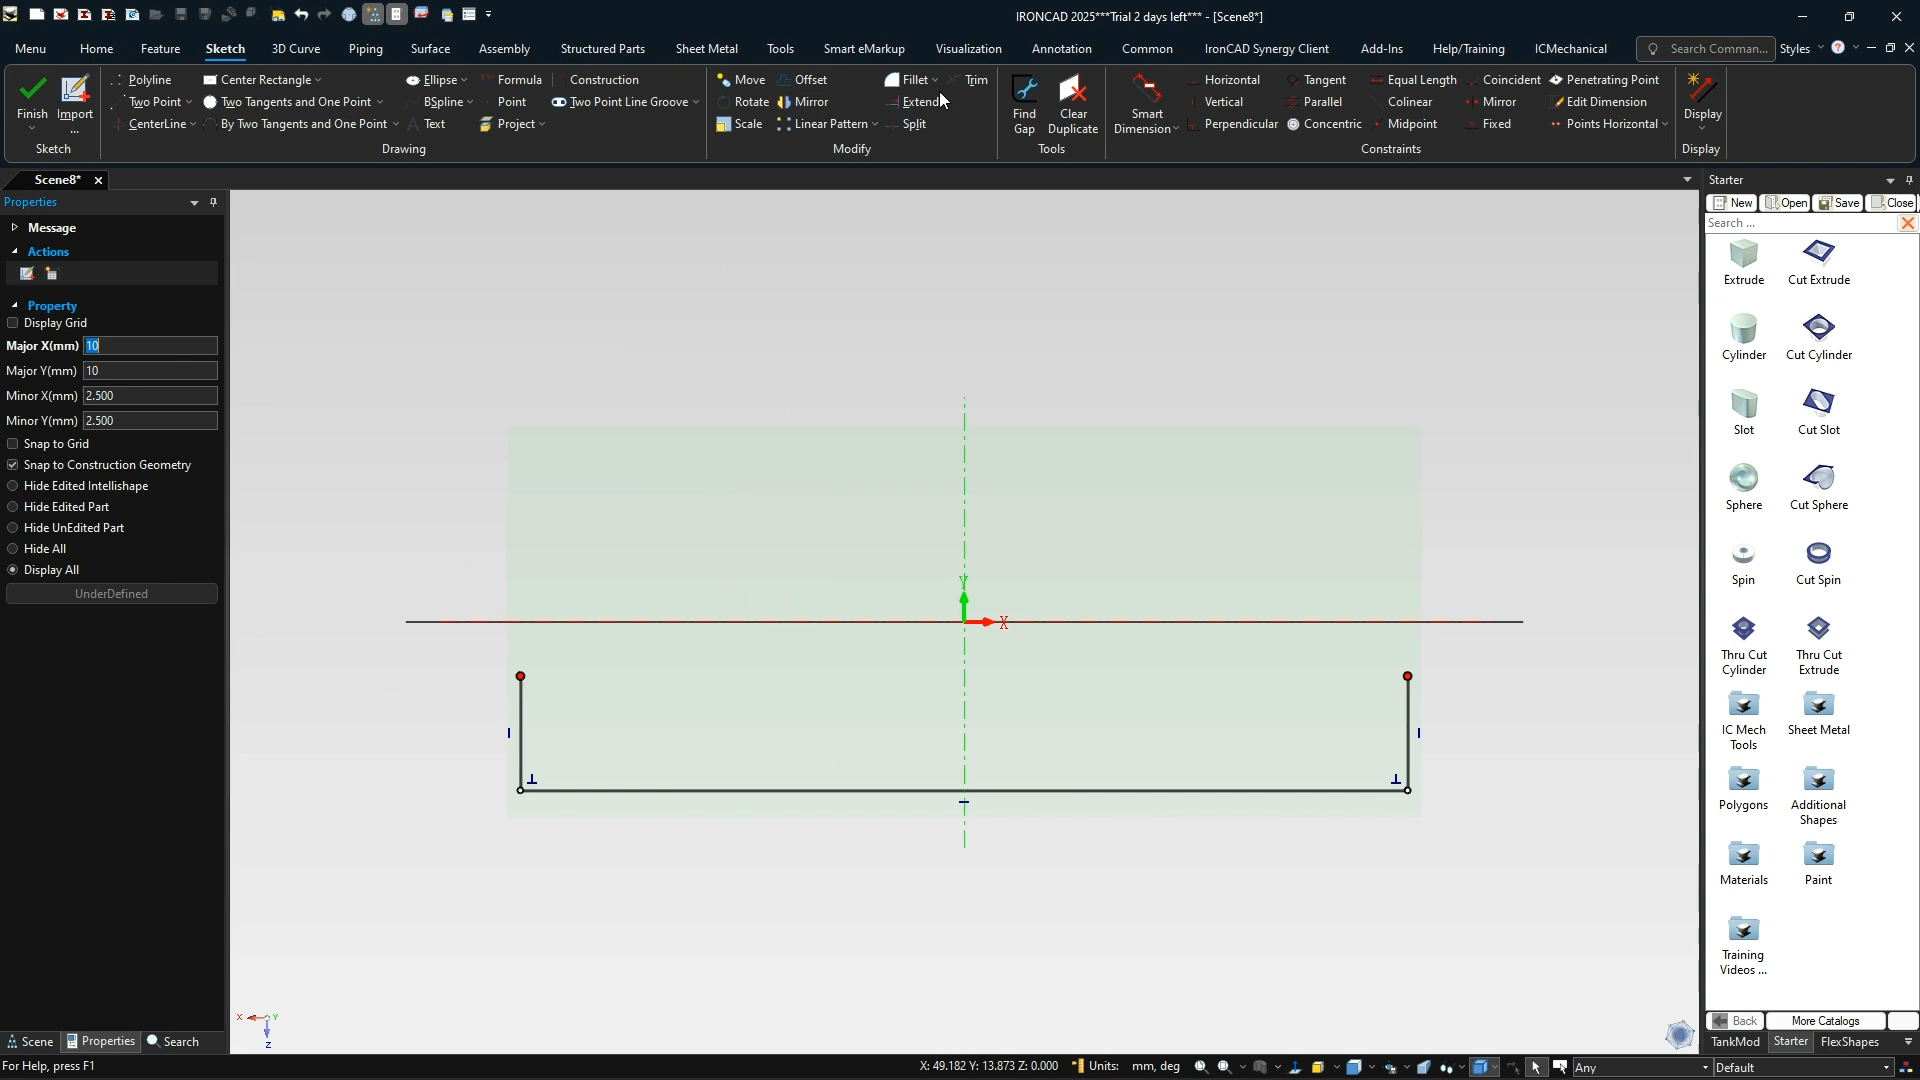 IRONCAD 2025***Trial 2 days left*** - [Scene8*]
Menu Home Feature Sketch 3D Curve Piping Surface Assembly Structured Parts Sheet Metal Tools Smart eMarkup Visualization Annotation Common IronCAD Synergy Client Add-Ins Help/Training ICMechanical Search Comman... Styles
Polyline Center Rectangle Ellipse Formula Construction Move Offset Fillet Trim Horizontal Tangent Equal Length Coincident Penetrating Point
Two Point Two Tangents and One Point BSpline Point Two Point Line Groove Rotate Mirror Extend Vertical Parallel Colinear Mirror Edit Dimension
Finish Import ... CenterLine By Two Tangents and One Point Text Project Scale Linear Pattern Split Find Gap Clear Duplicate Smart Dimension Perpendicular Concentric Midpoint Fixed Points Horizontal Display
Sketch Drawing Modify Tools Constraints Display
Scene8*
Starter
Properties
New Open Save Close
Message
Search ...
Actions
Property
Display Grid
Major X(mm) 10
Major Y(mm) 10
Minor X(mm) 2.500
Minor Y(mm) 2.500
Snap to Grid
Snap to Construction Geometry
Hide Edited Intellishape
Hide Edited Part
Hide UnEdited Part
Hide All
Display All
UnderDefined
Y
X
X Y
Z
Extrude Cut Extrude
Cylinder Cut Cylinder
Slot Cut Slot
Sphere Cut Sphere
Spin Cut Spin
Thru Cut Thru Cut
Cylinder Extrude
IC Mech Sheet Metal
Tools
Polygons Additional
Shapes
Materials Paint
Training
Videos ...
Back More Catalogs
Scene Properties Search
TankMod Starter FlexShapes
For Help, press F1
X: 49.182 Y: 13.873 Z: 0.000 Units: mm, deg Any Default